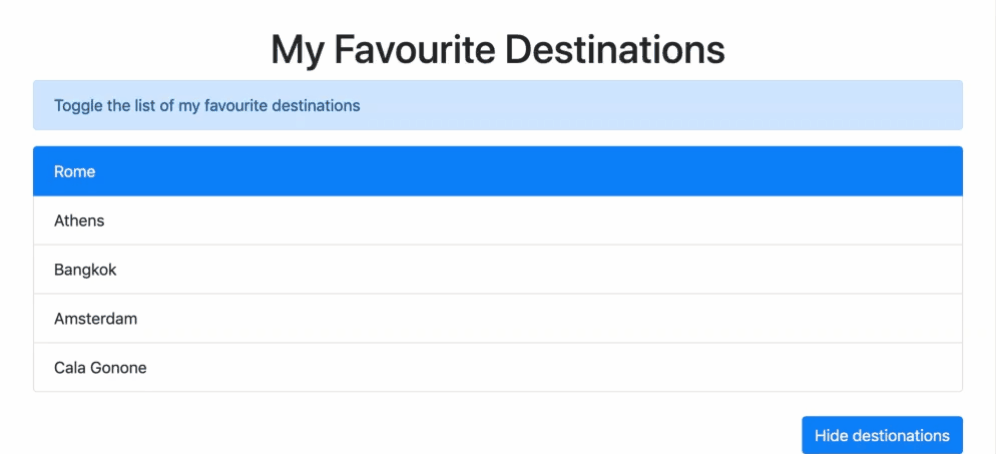 My Favourite Destinations
Toggle the list of my favourite destinations
Rome
Athens
Bangkok
Amsterdam
Cala Gonone
Hide destionations